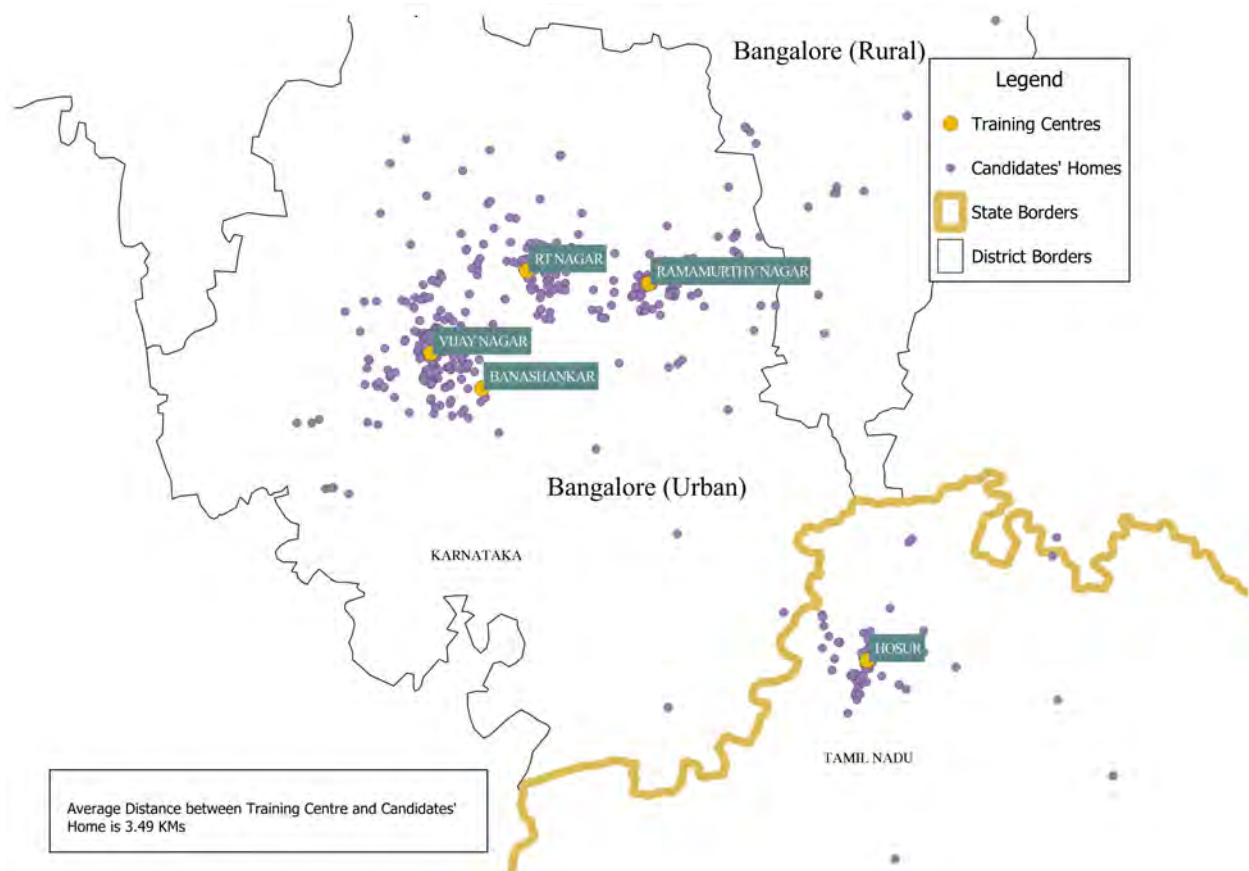 Bangalore (Rural)
Legend
Training Centres
Candidates' Homes
State Borders
District Borders
RT NAGAR
RAMAMURTHY NAGAR
VIJAY NAGAR
BANASHANKAR
Bangalore (Urban)
KARNATAKA
HOSUR
TAMIL NADU
Average Distance between Training Centre and Candidates'
Home is 3.49 KMs